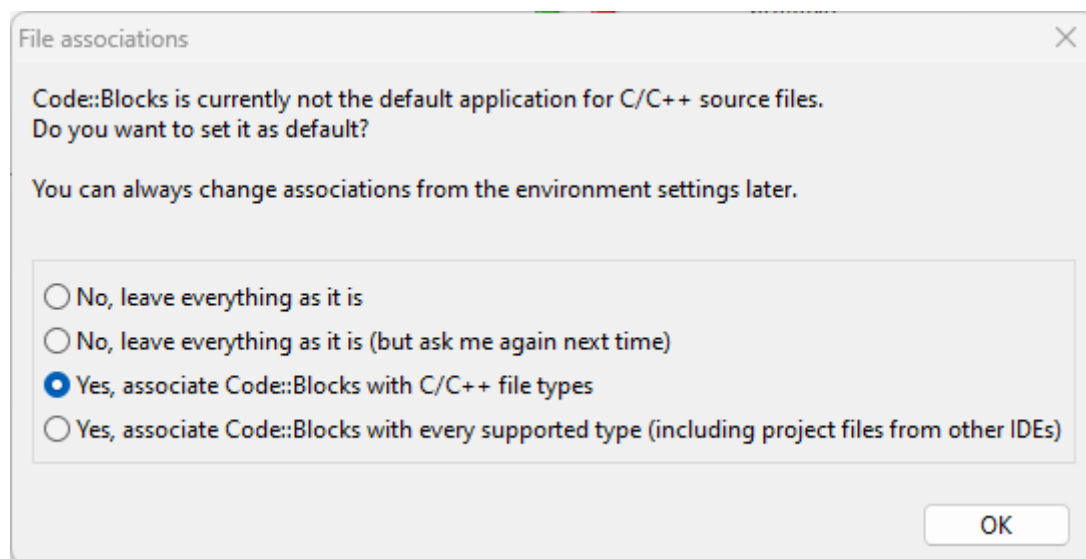 File associations
Code::Blocks is currently not the default application for C/C++ source files.
Do you want to set it as default?
You can always change associations from the environment settings later.
No, leave everything as it is
No, leave everything as it is (but ask me again next time)
Yes, associate Code::Blocks with C/C++ file types
Yes, associate Code::Blocks with every supported type (including project files from other IDEs)
OK